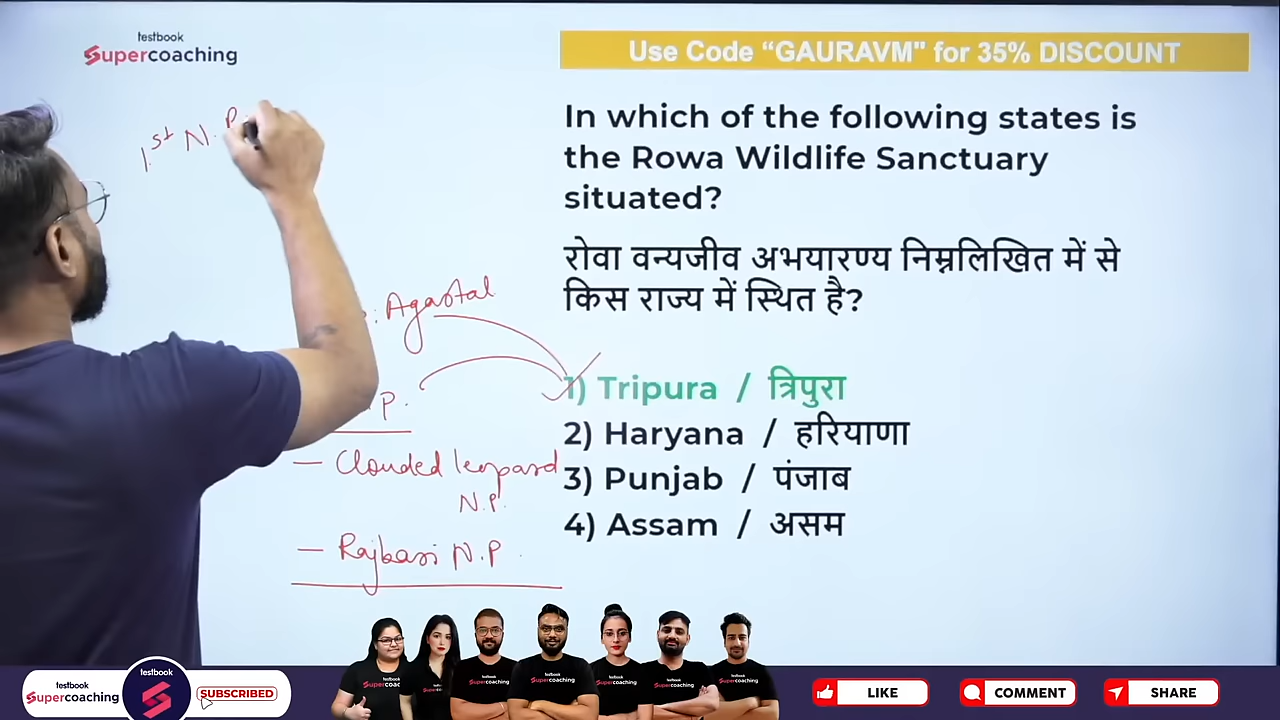 testbook
Supercoaching
Use Code “GAURAVM" for 35% DISCOUNT
1st N.P.
In which of the following states is
the Rowa Wildlife Sanctuary
situated?
रोवा वन्यजीव अभयारण्य निम्नलिखित में से
किस राज्य में स्थित है?
Agartal
P.
1) Tripura / त्रिपुरा
2) Haryana / हरियाणा
— Clouded leopard
N.P.
3) Punjab / पंजाब
4) Assam / असम
— Rajbari N.P.
testbook
Supercoaching
testbook
SUBSCRIBED
LIKE
COMMENT
SHARE